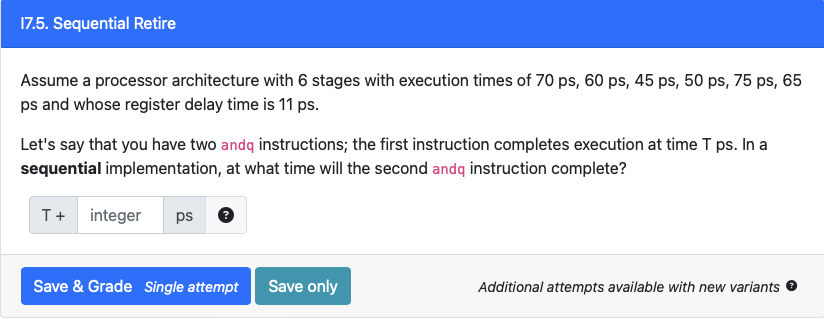 I7.5. Sequential Retire
Assume a processor architecture with 6 stages with execution times of 70 ps, 60 ps, 45 ps, 50 ps, 75 ps, 65
ps and whose register delay time is 11 ps.
Let's say that you have two andq instructions; the first instruction completes execution at time T ps. In a
sequential implementation, at what time will the second andq instruction complete?
T + integer ps ?
Save & Grade Single attempt Save only Additional attempts available with new variants ?